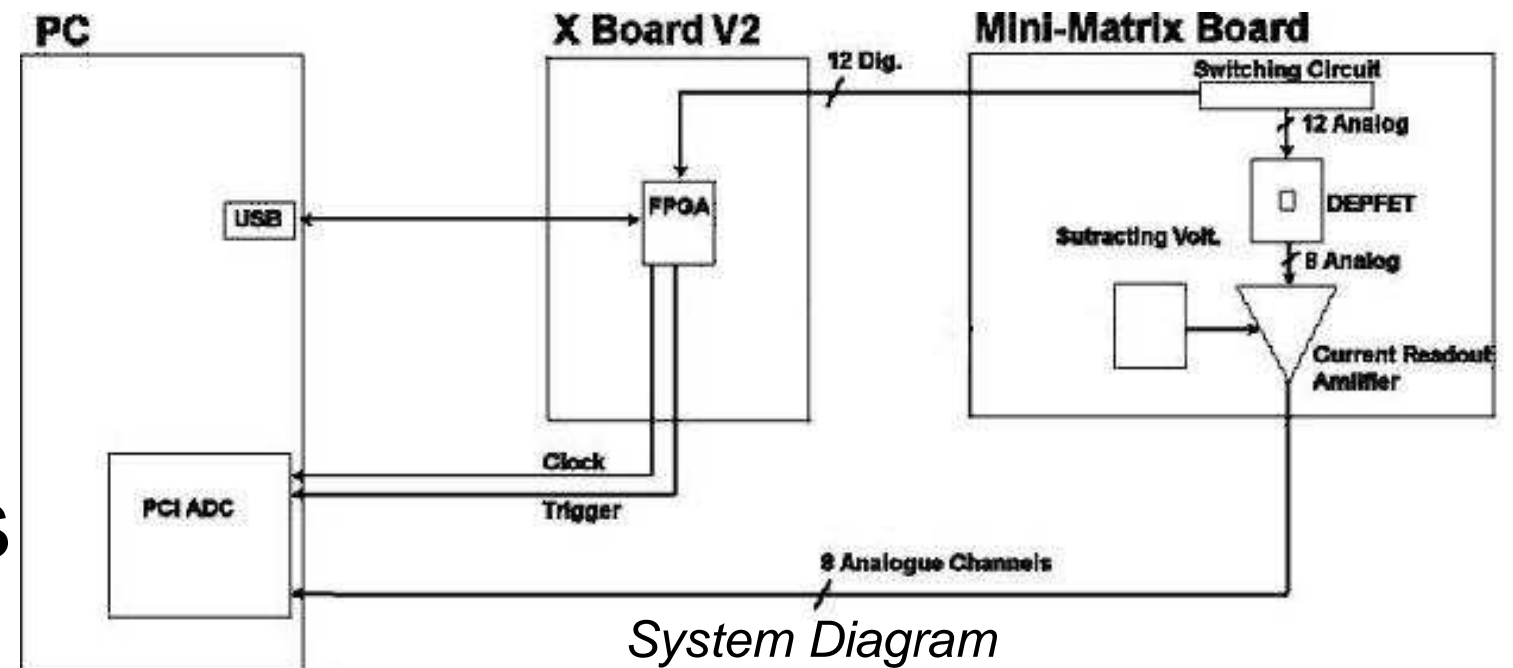 PC
X Board V2
Mini-Matrix Board
12 Dig.
Switching Circuit
12 Analog
FPGA
USB
DEPFET
Sutracting Volt.
8 Analog
Current Readout
Amlifier
Clock
PCI ADC
Trigger
8 Analogue Channels
s
System Diagram